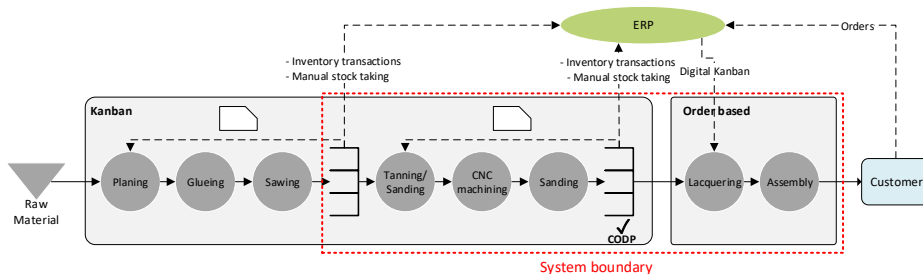 ERP
Orders
- Inventory transactions
- Manual stock taking
- Inventory transactions
- Manual stock taking
Digital Kanban
Kanban
Order based
Planing
Glueing
Sawing
Tanning/
Sanding
CNC
machining
Sanding
Lacquering
Assembly
Customer
Raw
Material
CODP
System boundary